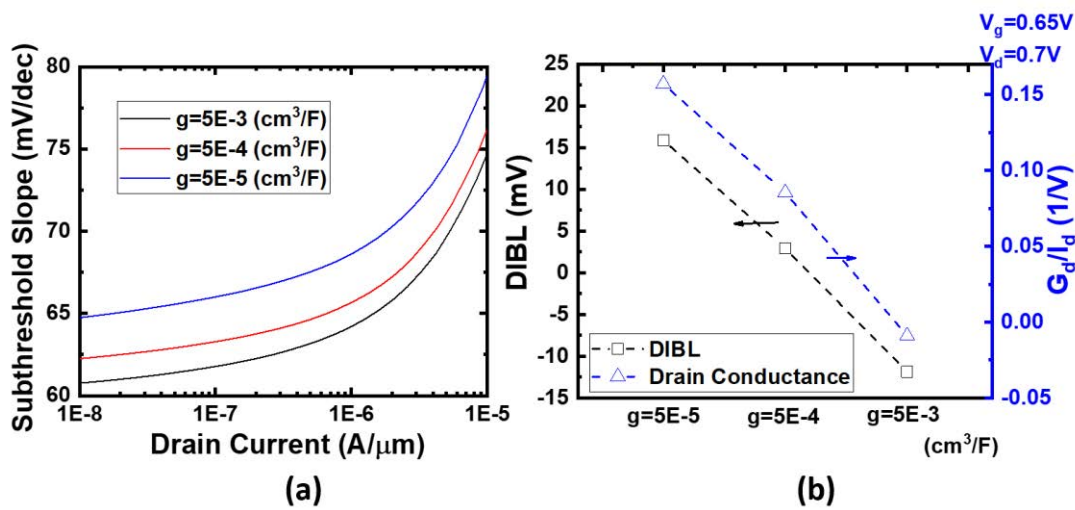 80
75
70
65
60
Subthreshold Slope (mV/dec)
g=5E-3 (cm³/F)
g=5E-4 (cm³/F)
g=5E-5 (cm³/F)
1E-8
1E-7
1E-6
1E-5
Drain Current (A/μm)
(a)
V_g=0.65V
V_d=0.7V
25
20
15
10
5
0
-5
-10
-15
DIBL (mV)
0.15
0.10
0.05
0.00
-0.05
G_d/I_d (1/V)
DIBL
Drain Conductance
g=5E-5
g=5E-4
g=5E-3
(cm³/F)
(b)